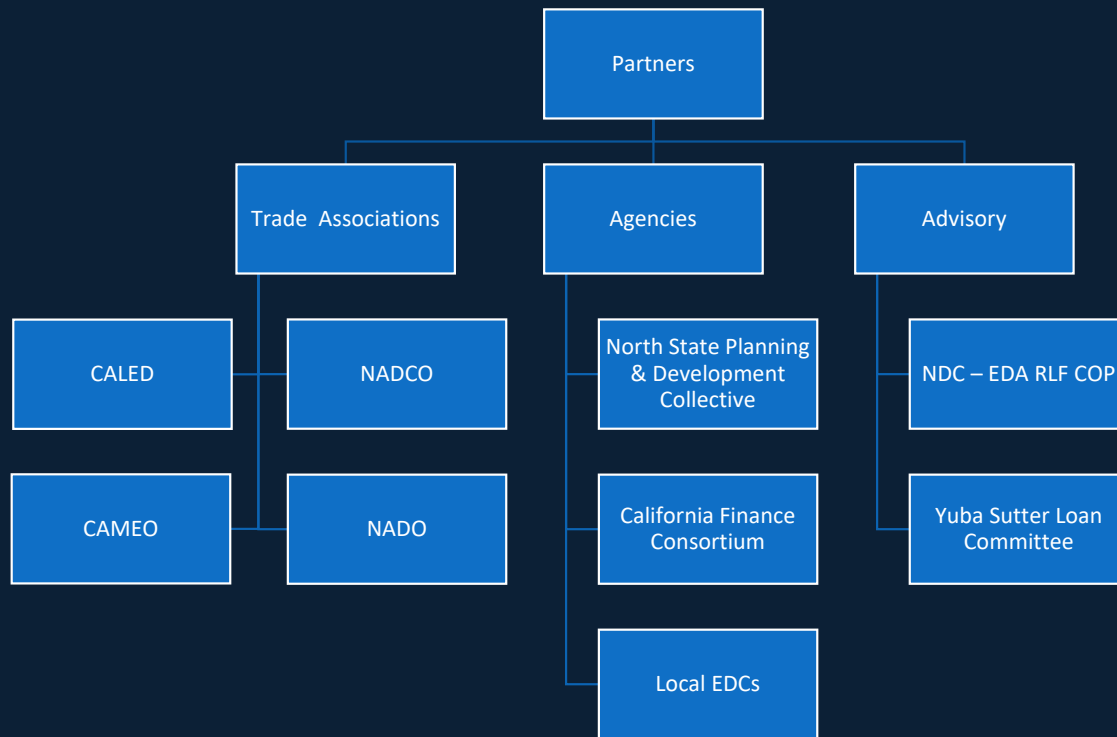 Partners
Trade Associations
Agencies
Advisory
CALED
NADCO
North State Planning
& Development
Collective
NDC – EDA RLF COP
CAMEO
NADO
California Finance
Consortium
Yuba Sutter Loan
Committee
Local EDCs